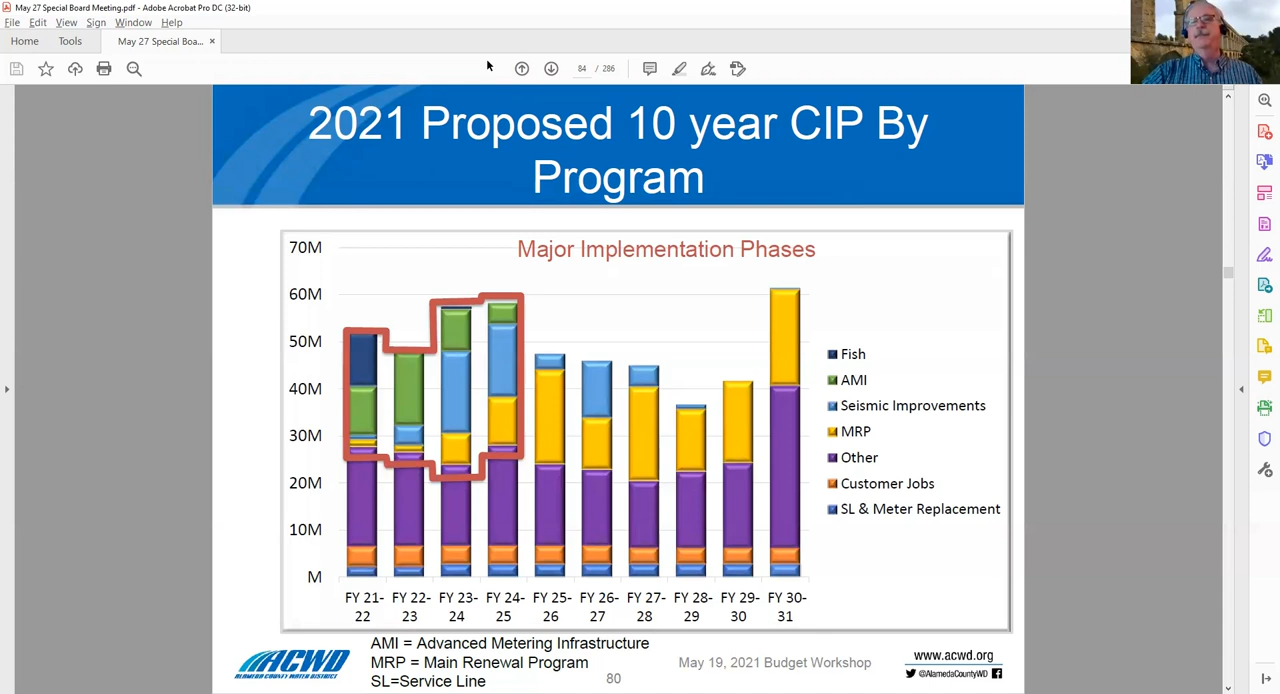 May 27 Special Board Meeting.pdf - Adobe Acrobat Pro DC (32-bit)
File Edit View Sign Window Help
Home Tools May 27 Special Boa... ×
84 / 286
2021 Proposed 10 year CIP By
Program
Major Implementation Phases
70M
60M
50M
40M
30M
20M
10M
M
Fish
AMI
Seismic Improvements
MRP
Other
Customer Jobs
SL & Meter Replacement
FY 21-22
FY 22-23
FY 23-24
FY 24-25
FY 25-26
FY 26-27
FY 27-28
FY 28-29
FY 29-30
FY 30-31
AMI = Advanced Metering Infrastructure
MRP = Main Renewal Program
SL=Service Line
ACWD
ALAMEDA COUNTY WATER DISTRICT
80
May 19, 2021 Budget Workshop
www.acwd.org
@AlamedaCountyWD